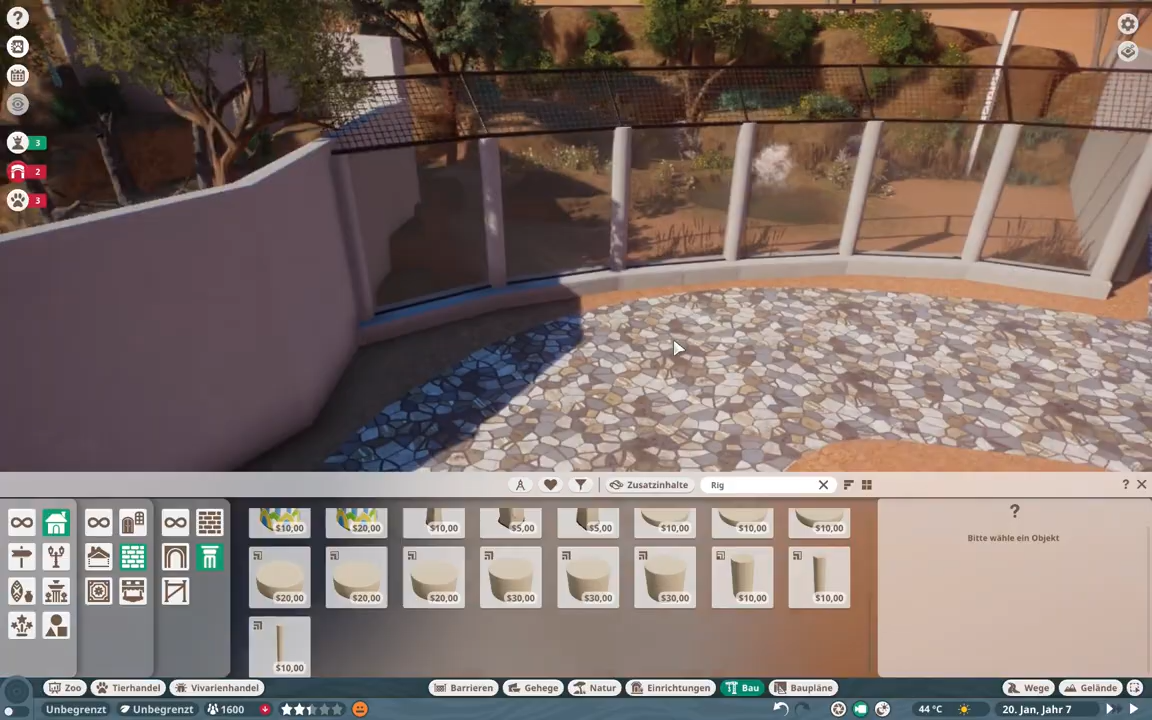 ?
3
2
3
Zusatzinhalte Rig ?
$10,00 $20,00 $10,00 $5,00 $5,00 $10,00 $10,00 $10,00
?
Bitte wähle ein Objekt
$20,00 $20,00 $20,00 $30,00 $30,00 $30,00 $10,00 $10,00
$10,00
Zoo Tierhandel Vivarienhandel Barrieren Gehege Natur Einrichtungen Bau Baupläne Wege Gelände
Unbegrenzt Unbegrenzt 1600 44 °C 20. Jan, Jahr 7